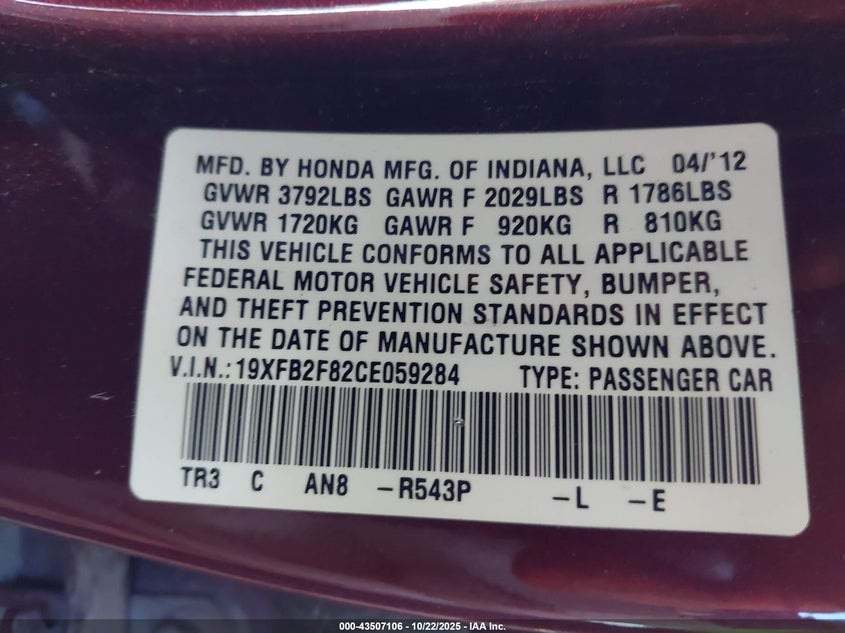 MFD. BY HONDA MFG. OF INDIANA, LLC 04/'12
GVWR 3792LBS GAWR F 2029LBS R 1786LBS
GVWR 1720KG GAWR F 920KG R 810KG
THIS VEHICLE CONFORMS TO ALL APPLICABLE
FEDERAL MOTOR VEHICLE SAFETY, BUMPER,
AND THEFT PREVENTION STANDARDS IN EFFECT
ON THE DATE OF MANUFACTURE SHOWN ABOVE.
V.I.N.:19XFB2F82CE059284 TYPE: PASSENGER CAR
TR3 C AN8 -R543P -L -E
000-43507106 - 10/22/2025 - IAA Inc.